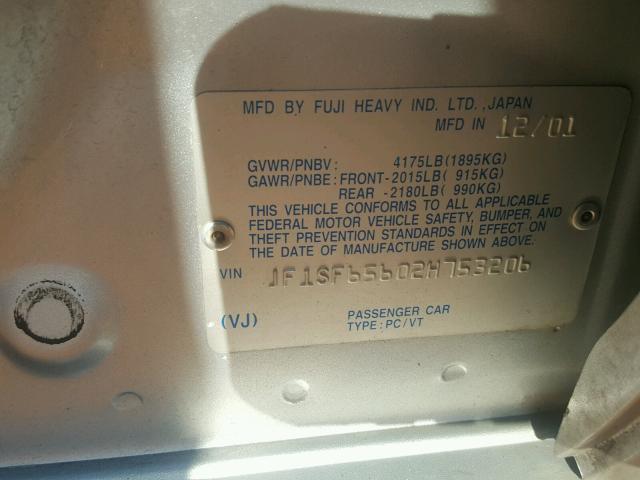 MFD BY FUJI HEAVY IND. LTD., JAPAN
MFD IN 12/01
GVWR/PNBV: 4175LB(1895KG)
GAWR/PNBE: FRONT-2015LB( 915KG)
REAR -2180LB( 990KG)
THIS VEHICLE CONFORMS TO ALL APPLICABLE
FEDERAL MOTOR VEHICLE SAFETY, BUMPER, AND
THEFT PREVENTION STANDARDS IN EFFECT ON
THE DATE OF MANUFACTURE SHOWN ABOVE.
VIN JF1SF65602H753206
(VJ) PASSENGER CAR
TYPE: PC/VT